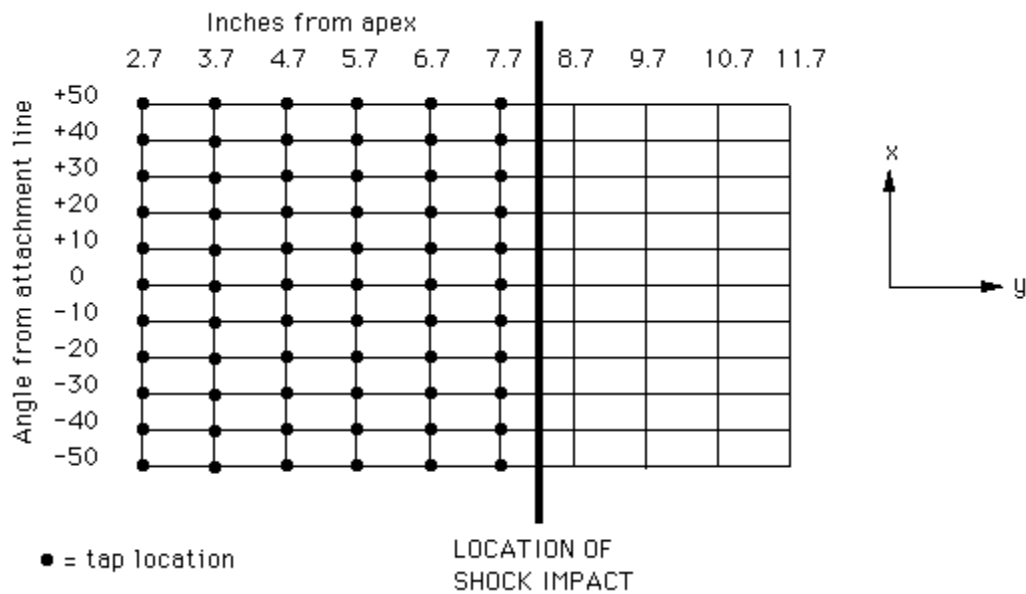 Inches from apex
2.7 3.7 4.7 5.7 6.7 7.7 8.7 9.7 10.7 11.7
Angle from attachment line
+50
+40
+30
+20
+10
0
-10
-20
-30
-40
-50
x
y
= tap location
LOCATION OF
SHOCK IMPACT